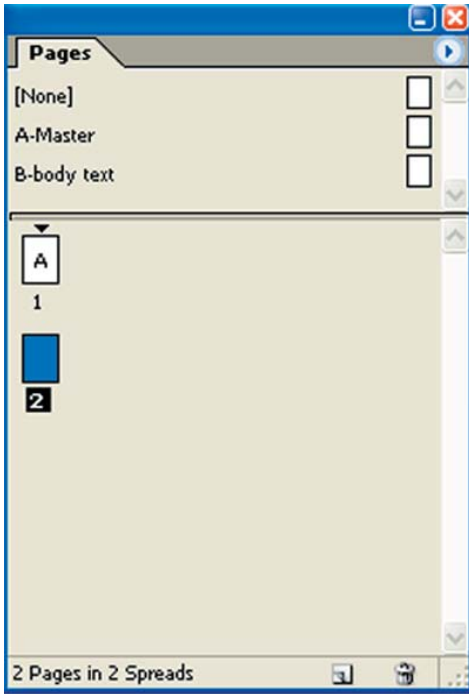 Pages
[None]
A-Master
B-body text
A
1
2
2 Pages in 2 Spreads